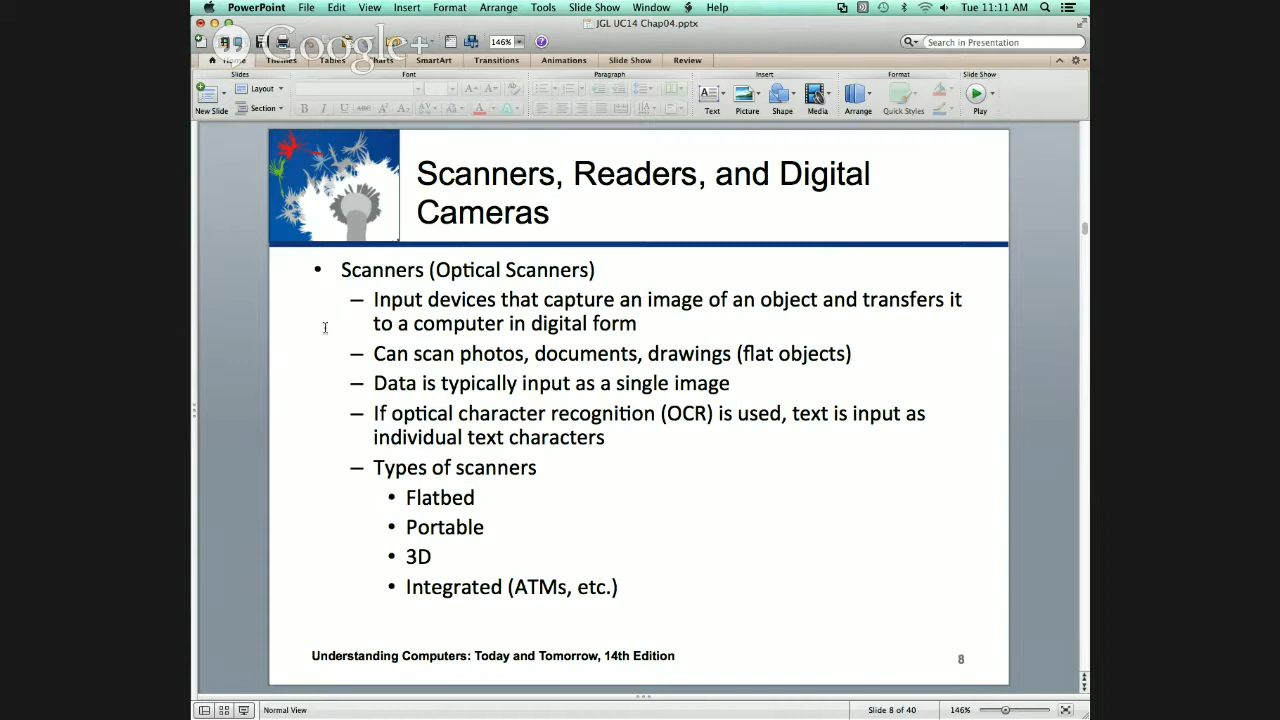 PowerPoint File Edit View Insert Format Arrange Tools Slide Show Window Help Tue 11:11 AM
JGL UC14 Chap04.pptx
Google+
146% Search in Presentation
Home Themes Tables Charts SmartArt Transitions Animations Slide Show Review
Slides Font Paragraph Insert Format Slide Show
Layout
Section
New Slide Text Picture Shape Media Arrange Quick Styles Play
Scanners, Readers, and Digital
Cameras
• Scanners (Optical Scanners)
– Input devices that capture an image of an object and transfers it
to a computer in digital form
– Can scan photos, documents, drawings (flat objects)
– Data is typically input as a single image
– If optical character recognition (OCR) is used, text is input as
individual text characters
– Types of scanners
• Flatbed
• Portable
• 3D
• Integrated (ATMs, etc.)
Understanding Computers: Today and Tomorrow, 14th Edition
8
Normal View Slide 8 of 40 146%